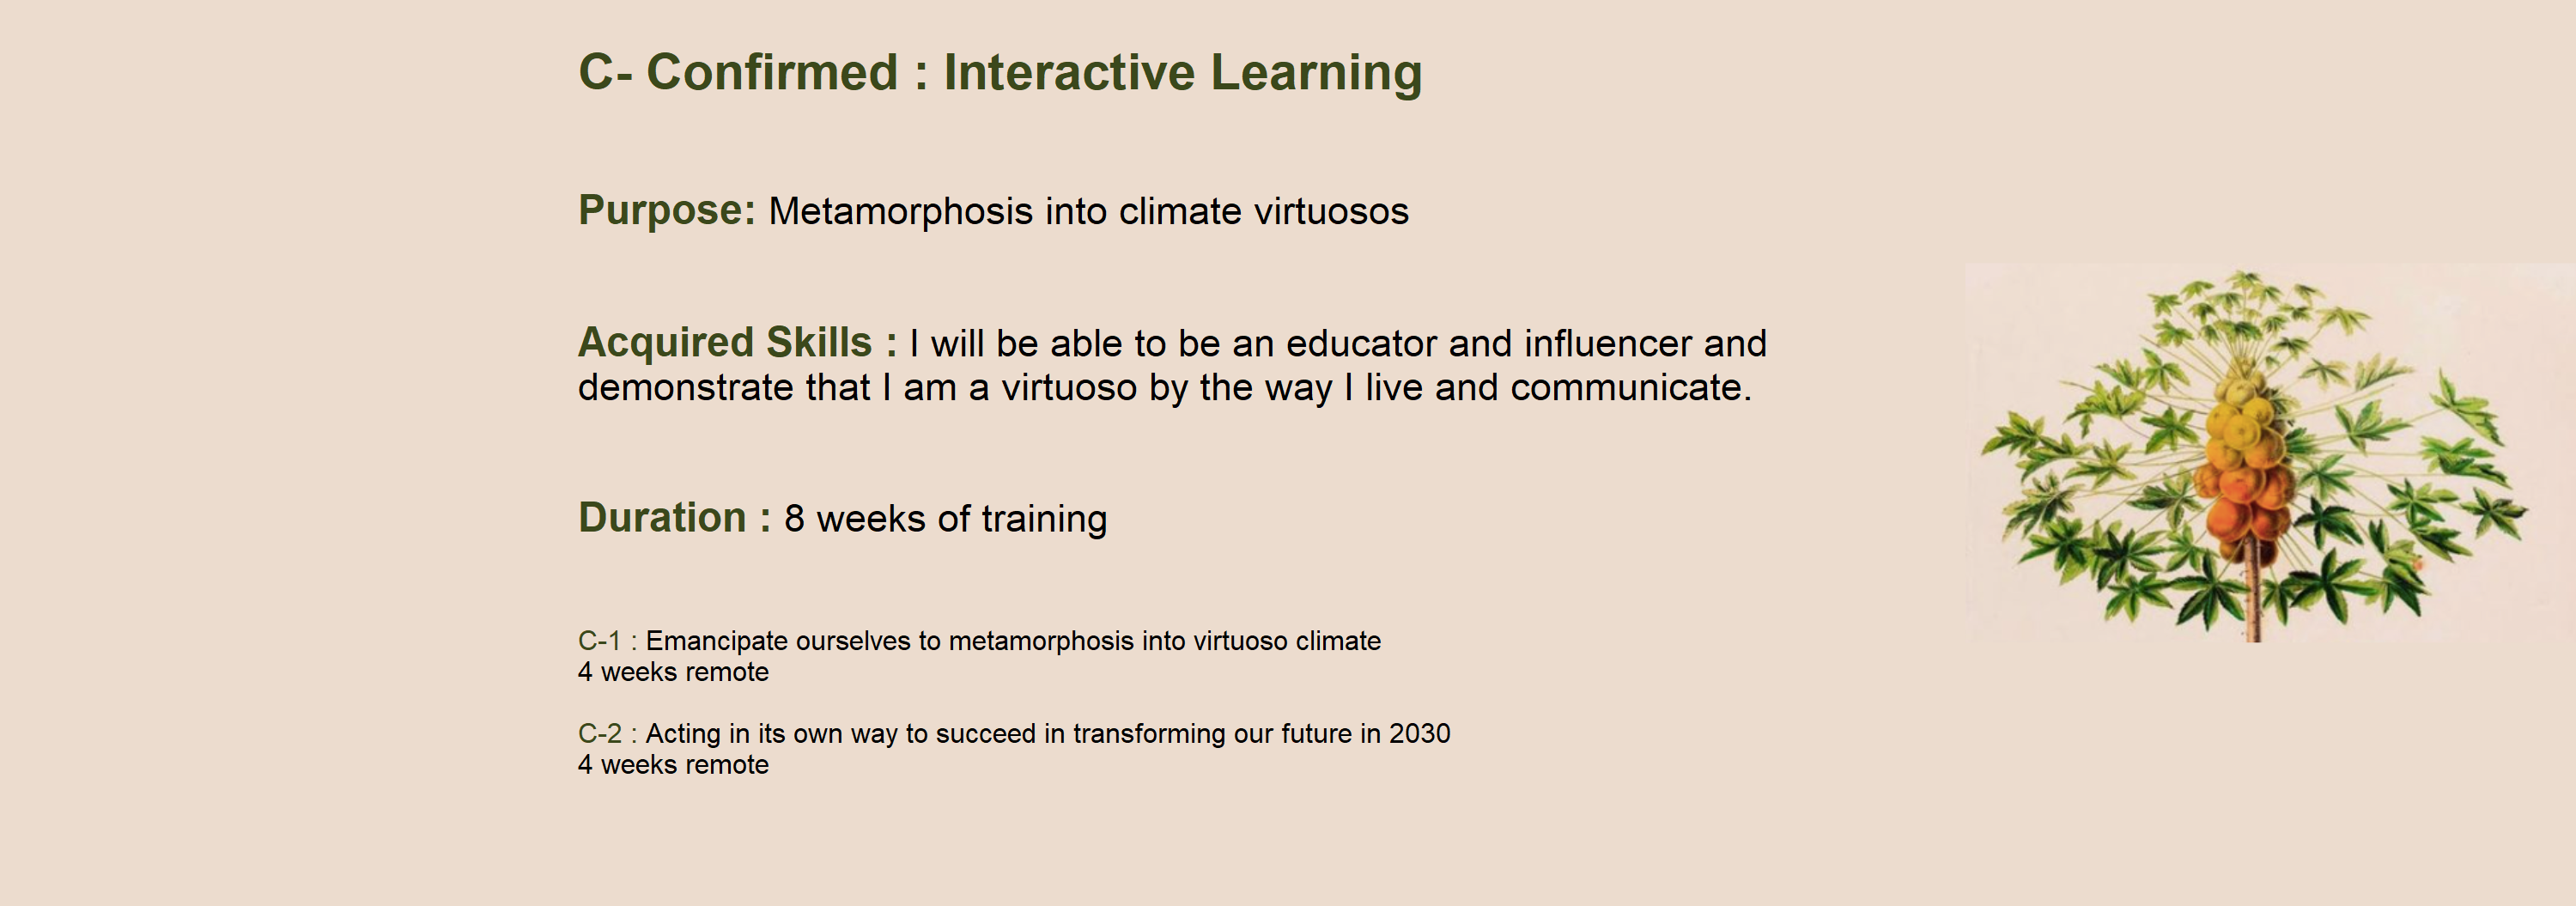 C- Confirmed : Interactive Learning
Purpose: Metamorphosis into climate virtuosos
Acquired Skills : I will be able to be an educator and influencer and
demonstrate that I am a virtuoso by the way I live and communicate.
Duration : 8 weeks of training
C-1 : Emancipate ourselves to metamorphosis into virtuoso climate
4 weeks remote
C-2 : Acting in its own way to succeed in transforming our future in 2030
4 weeks remote